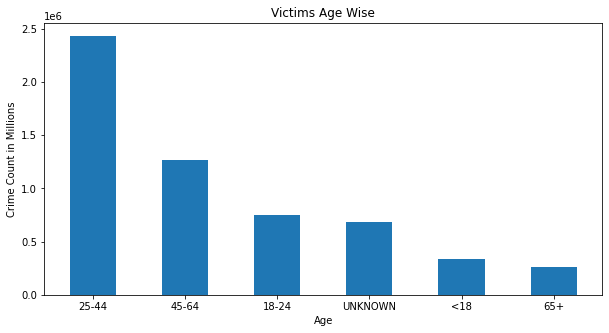 Victims Age Wise
1e6
2.5
2.0
1.5
1.0
0.5
0.0
Crime Count in Millions
25-44 45-64 18-24 UNKNOWN <18 65+
Age